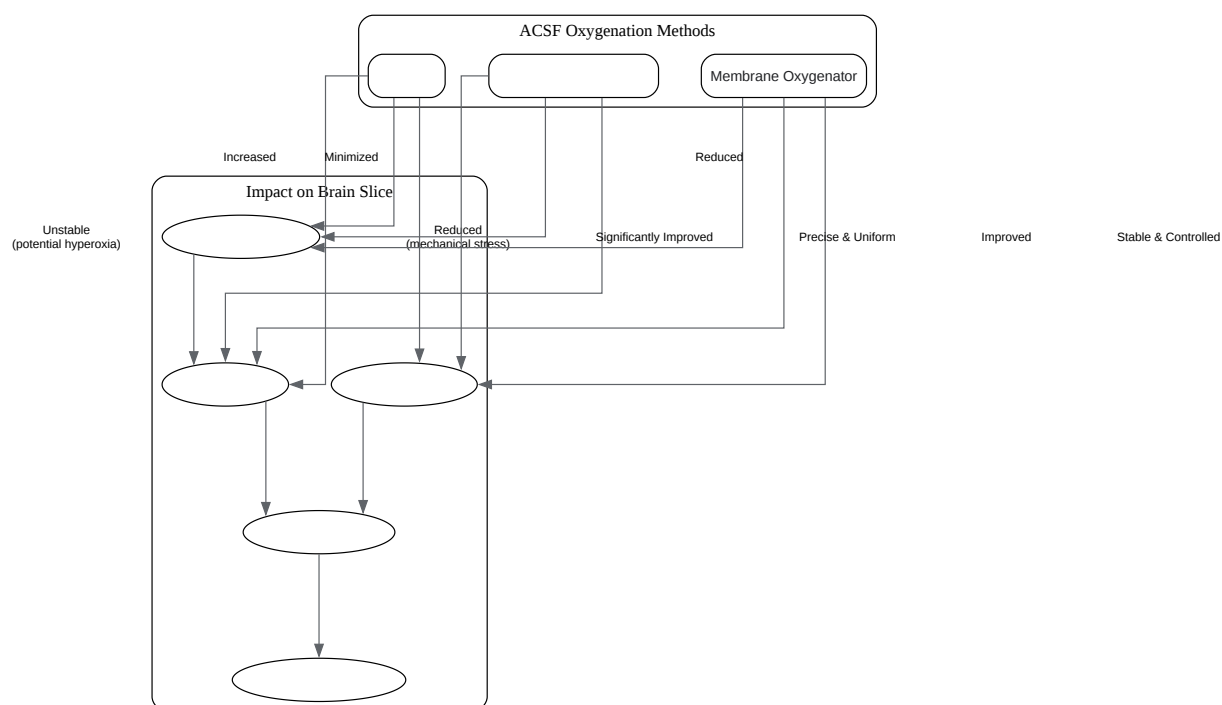 ACSF Oxygenation Methods
Membrane Oxygenator
Increased
Minimized
Reduced
Impact on Brain Slice
Unstable
(potential hyperoxia)
Reduced
(mechanical stress)
Significantly Improved
Precise & Uniform
Improved
Stable & Controlled